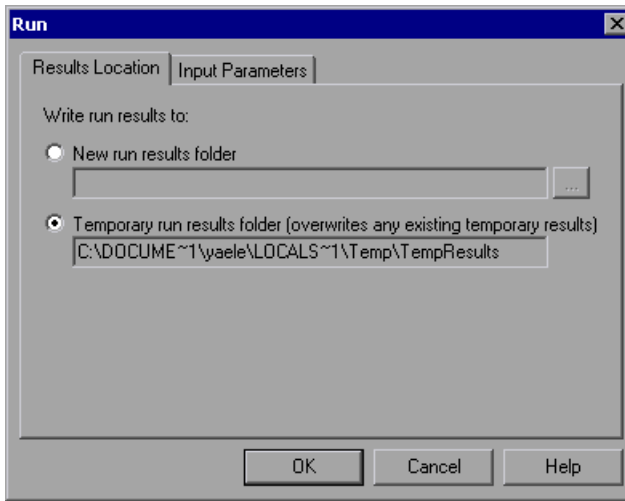 Run
Results Location Input Parameters
Write run results to:
New run results folder
...
Temporary run results folder (overwrites any existing temporary results)
C:\DOCUME~1\yaele\LOCALS~1\Temp\TempResults
OK Cancel Help